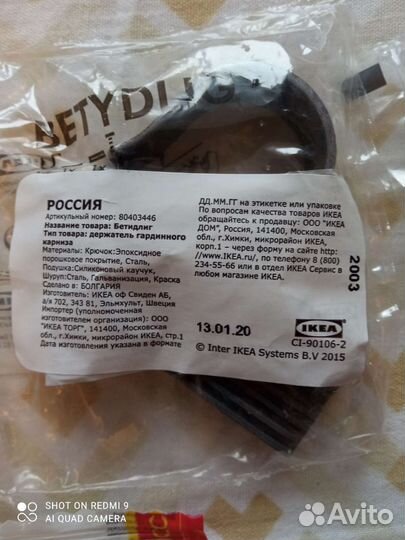 BETYDLIG
РОССИЯ
Артикульный номер: 80403446
Название товара: Бетидлиг
Тип товара: держатель гардинного
карниза
Материалы: Крючок:Эпоксидное
порошковое покрытие, Сталь,
Подушка:Силиконовый каучук,
Шуруп:Сталь, Гальванизация, Краска
Сделано в: БОЛГАРИЯ
Изготовитель: ИКЕА оф Свиден АБ,
а/я 702, 343 81, Эльмхульт, Швеция
Импортер (уполномоченная
изготовителем организация): ООО
"ИКЕА ТОРГ", 141400, Московская
обл., г.Химки, микрорайон ИКЕА, стр.1
Дата изготовления указана в формате
ДД.ММ.ГГ на этикетке или упаковке
По вопросам качества товаров ИКЕА
обращайтесь к продавцу: ООО "ИКЕА
ДОМ", Россия, 141400, Московская
обл., г.Химки, микрорайон ИКЕА,
корп.1 – через форму на сайте http:
//www.IKEA.ru/, по телефону 8 (800)
234-55-66 или в отдел ИКЕА Сервис в
любом магазине ИКЕА.
2003
13.01.20
IKEA
CI-90106-2
© Inter IKEA Systems B.V 2015
SHOT ON REDMI 9
AI QUAD CAMERA
Avito